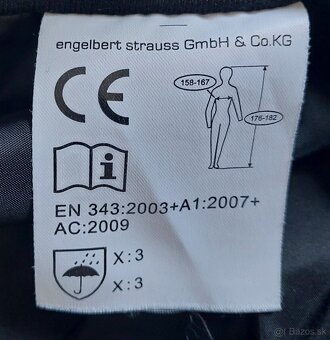 engelbert strauss GmbH & Co.KG
CE
158-167
176-182
i
EN 343:2003+A1:2007+
AC:2009
X:3
X:3
© Bazos.sk